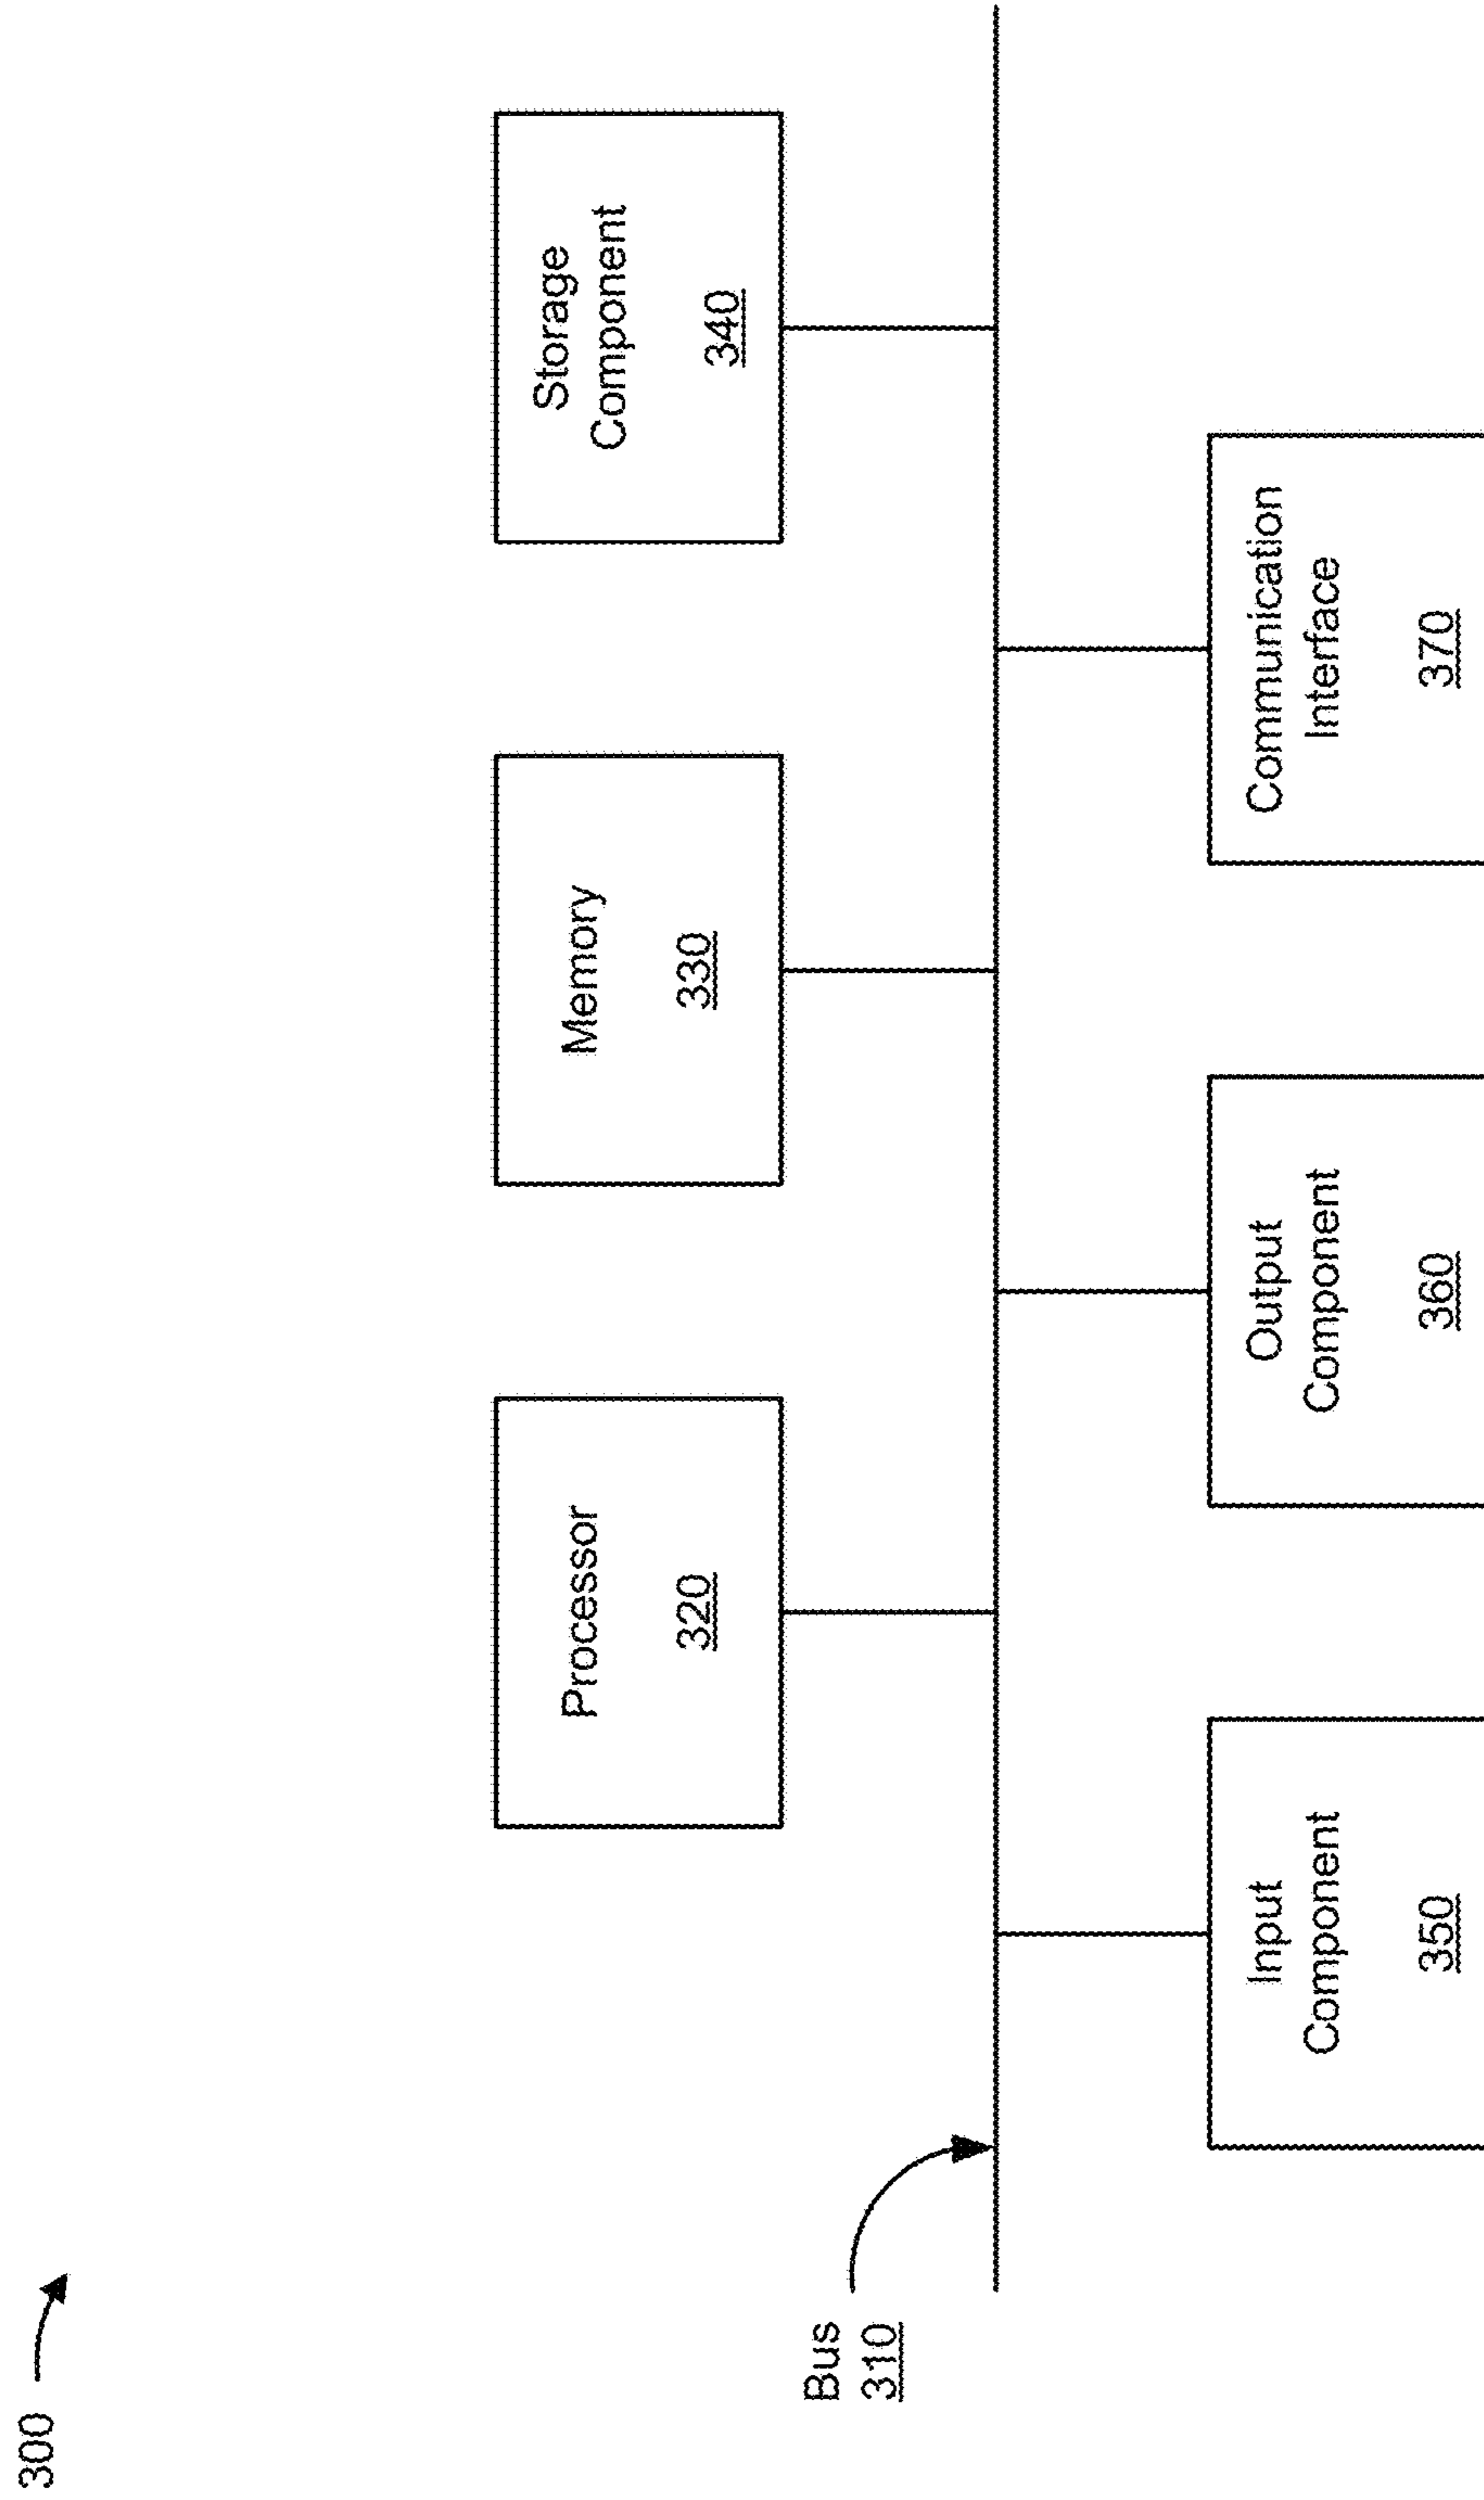 300
Processor
320
Memory
330
Storage
Component
340
Bus
310
Input
Component
350
Output
Component
360
Communication
Interface
370